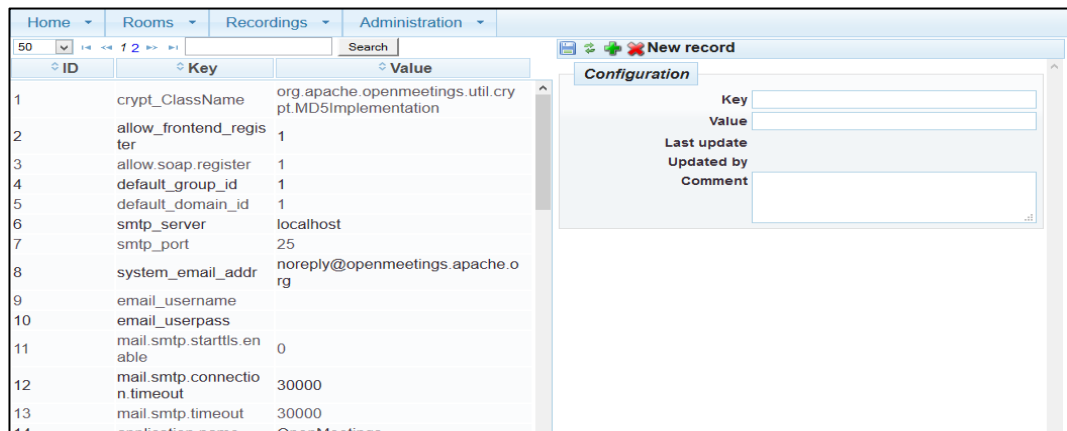 Home Rooms Recordings Administration
50 1 2 Search
ID Key Value
1 crypt_ClassName org.apache.openmeetings.util.cry
pt.MD5Implementation
2 allow_frontend_regis
ter 1
3 allow.soap.register 1
4 default_group_id 1
5 default_domain_id 1
6 smtp_server localhost
7 smtp_port 25
8 system_email_addr noreply@openmeetings.apache.o
rg
9 email_username
10 email_userpass
11 mail.smtp.starttls.en
able 0
12 mail.smtp.connectio
n.timeout 30000
13 mail.smtp.timeout 30000
New record
Configuration
Key
Value
Last update
Updated by
Comment